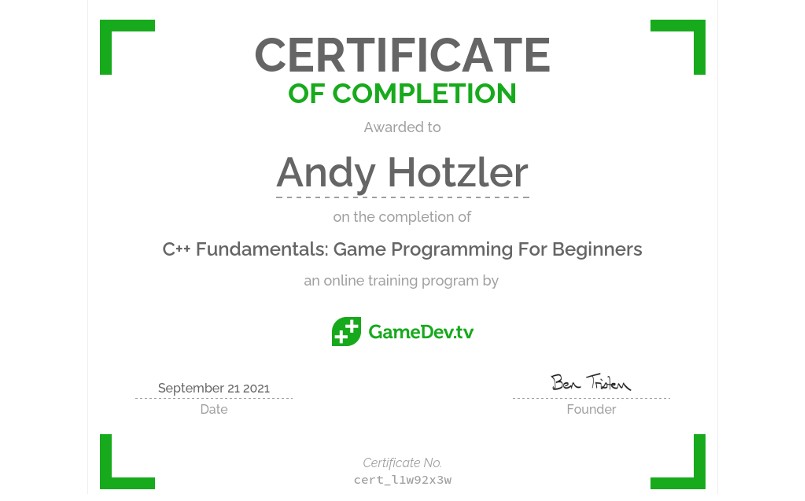 CERTIFICATE
OF COMPLETION
Awarded to
Andy Hotzler
on the completion of
C++ Fundamentals: Game Programming For Beginners
an online training program by
GameDev.tv
September 21 2021
Date
Ben Tristen
Founder
Certificate No.
cert_l1w92x3w